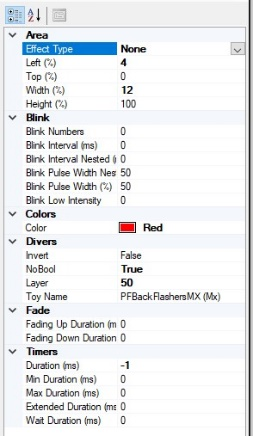 Area
Effect Type None
Left (%) 4
Top (%) 0
Width (%) 12
Height (%) 100
Blink
Blink Numbers 0
Blink Interval (ms) 0
Blink Interval Nested (i 0
Blink Pulse Width Nes 50
Blink Pulse Width (%) 50
Blink Low Intensity 0
Colors
Color Red
Divers
Invert False
NoBool True
Layer 50
Toy Name PFBackFlashersMX (Mx)
Fade
Fading Up Duration (m 0
Fading Down Duration 0
Timers
Duration (ms) -1
Min Duration (ms) 0
Max Duration (ms) 0
Extended Duration (ms 0
Wait Duration (ms) 0